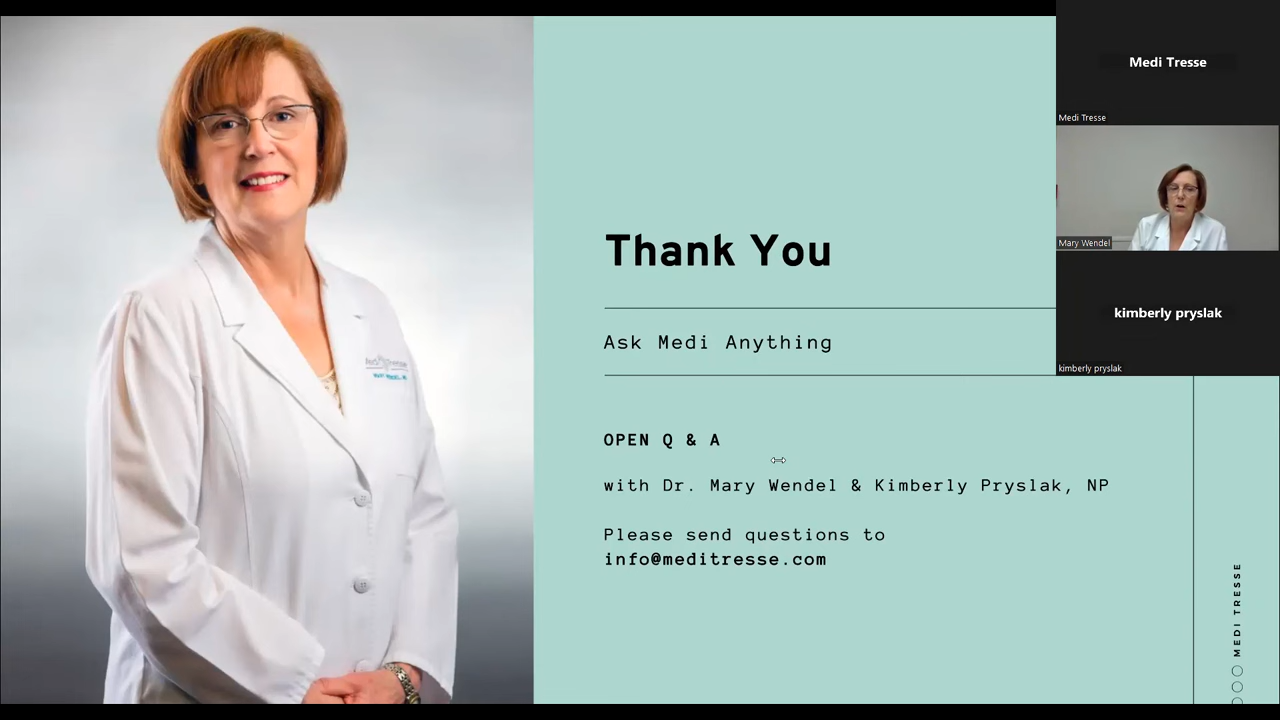 Thank You
Ask Medi Anything
OPEN Q & A
with Dr. Mary Wendel & Kimberly Pryslak, NP
Please send questions to
info@meditresse.com
MEDI TRESSE
Medi Tresse
Medi Tresse
Mary Wendel
kimberly pryslak
kimberly pryslak